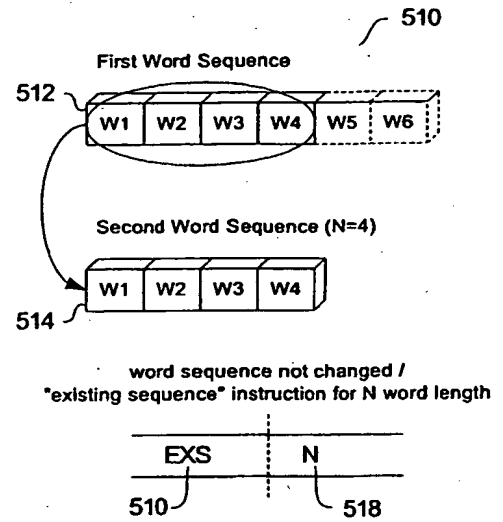 510
First Word Sequence
512
W1 W2 W3 W4 W5 W6
Second Word Sequence (N=4)
W1 W2 W3 W4
514
word sequence not changed /
"existing sequence" instruction for N word length
EXS N
510 518